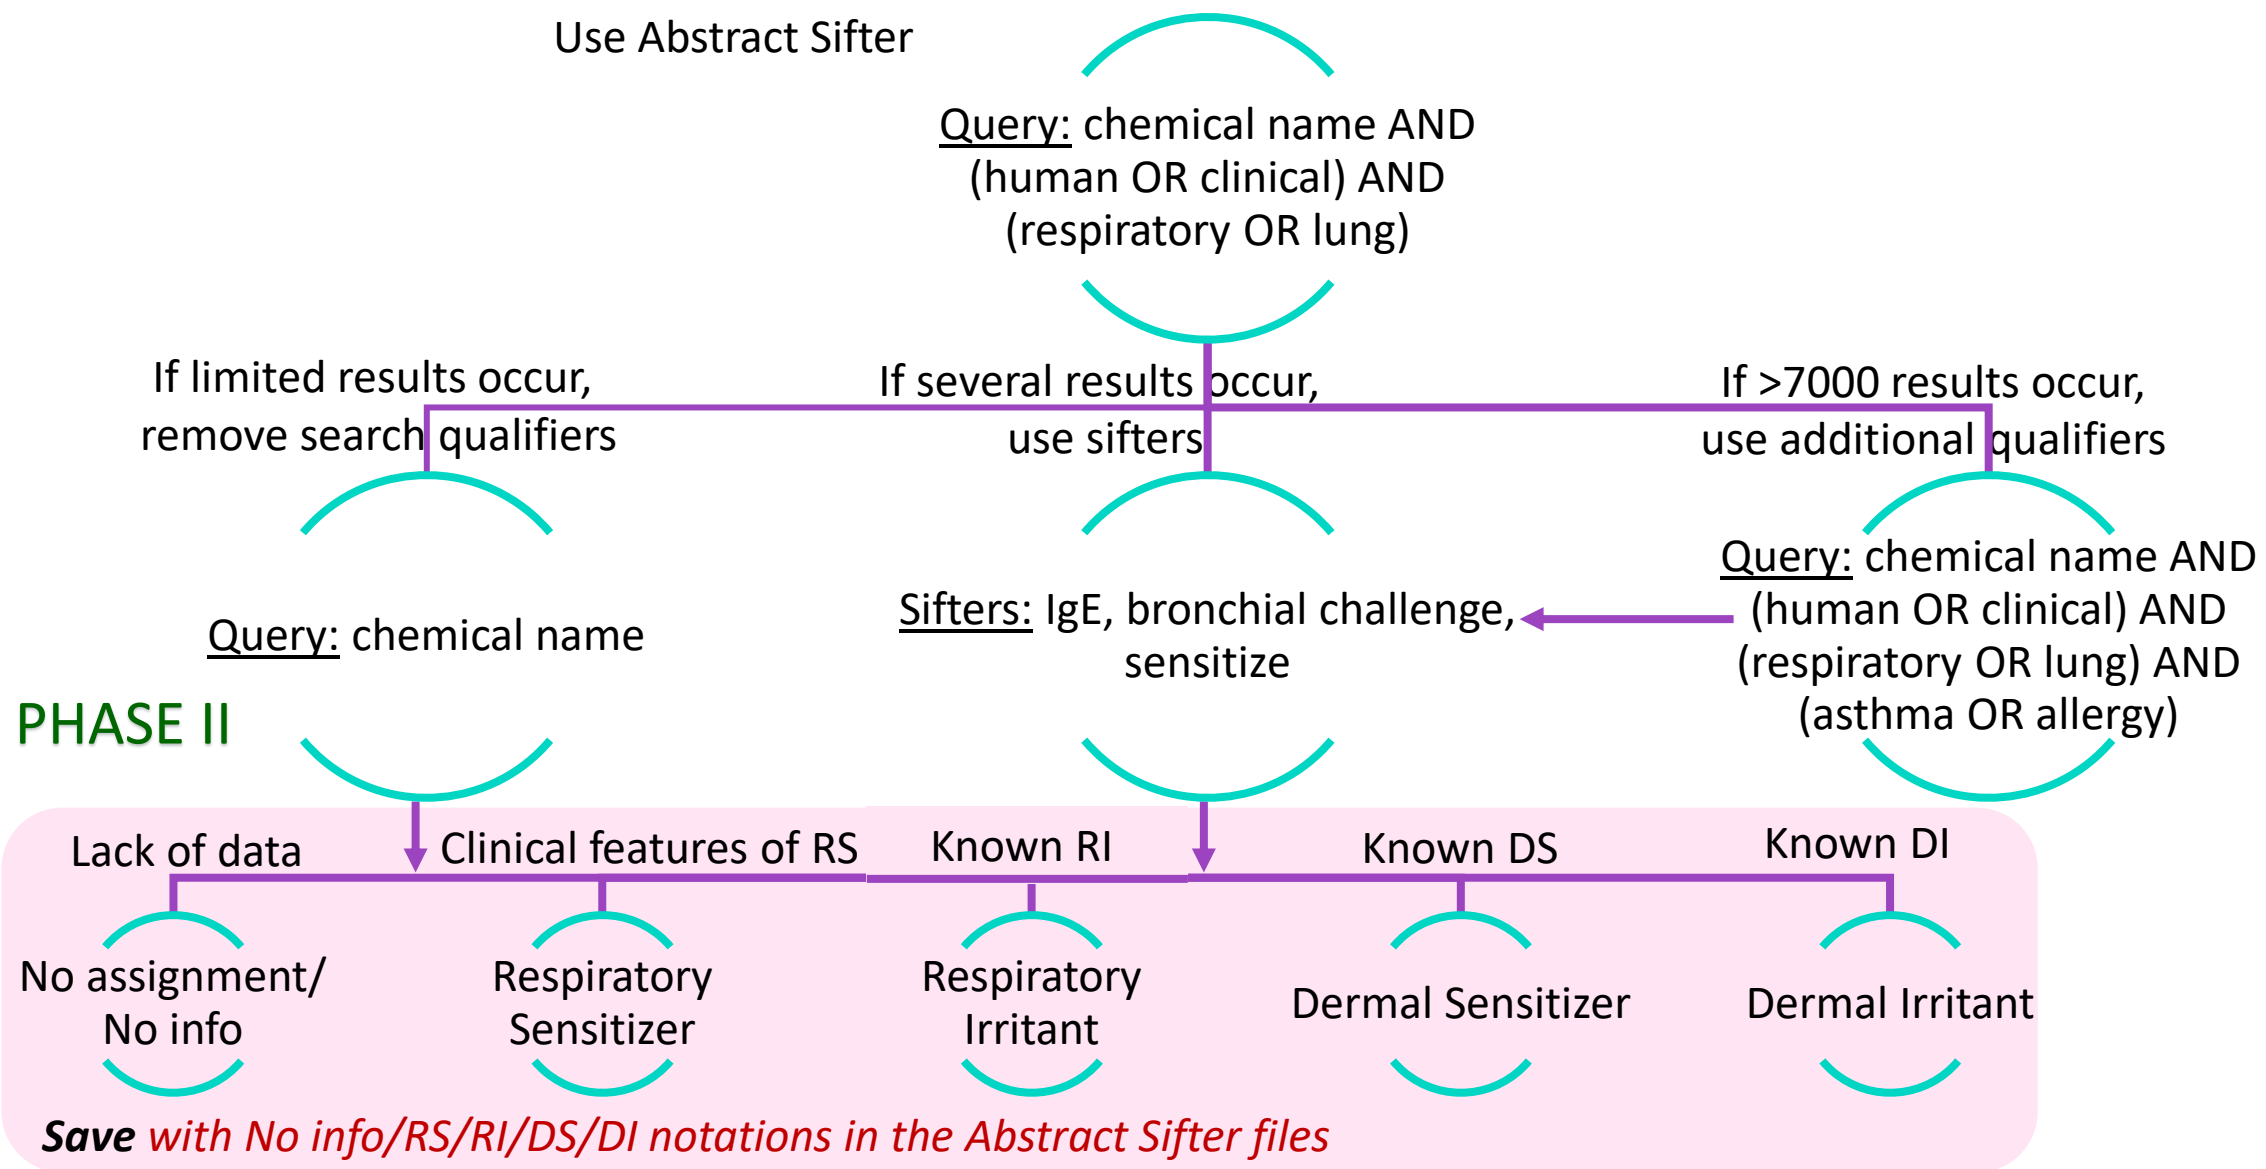 Use Abstract Sifter
Query: chemical name AND
(human OR clinical) AND
(respiratory OR lung)
If limited results occur,
remove search qualifiers
If several results occur,
use sifters
If >7000 results occur,
use additional qualifiers
Query: chemical name
Sifters: IgE, bronchial challenge,
sensitize
Query: chemical name AND
(human OR clinical) AND
(respiratory OR lung) AND
(asthma OR allergy)
PHASE II
Lack of data
Clinical features of RS
Known RI
Known DS
Known DI
No assignment/
No info
Respiratory
Sensitizer
Respiratory
Irritant
Dermal Sensitizer
Dermal Irritant
Save with No info/RS/RI/DS/DI notations in the Abstract Sifter files